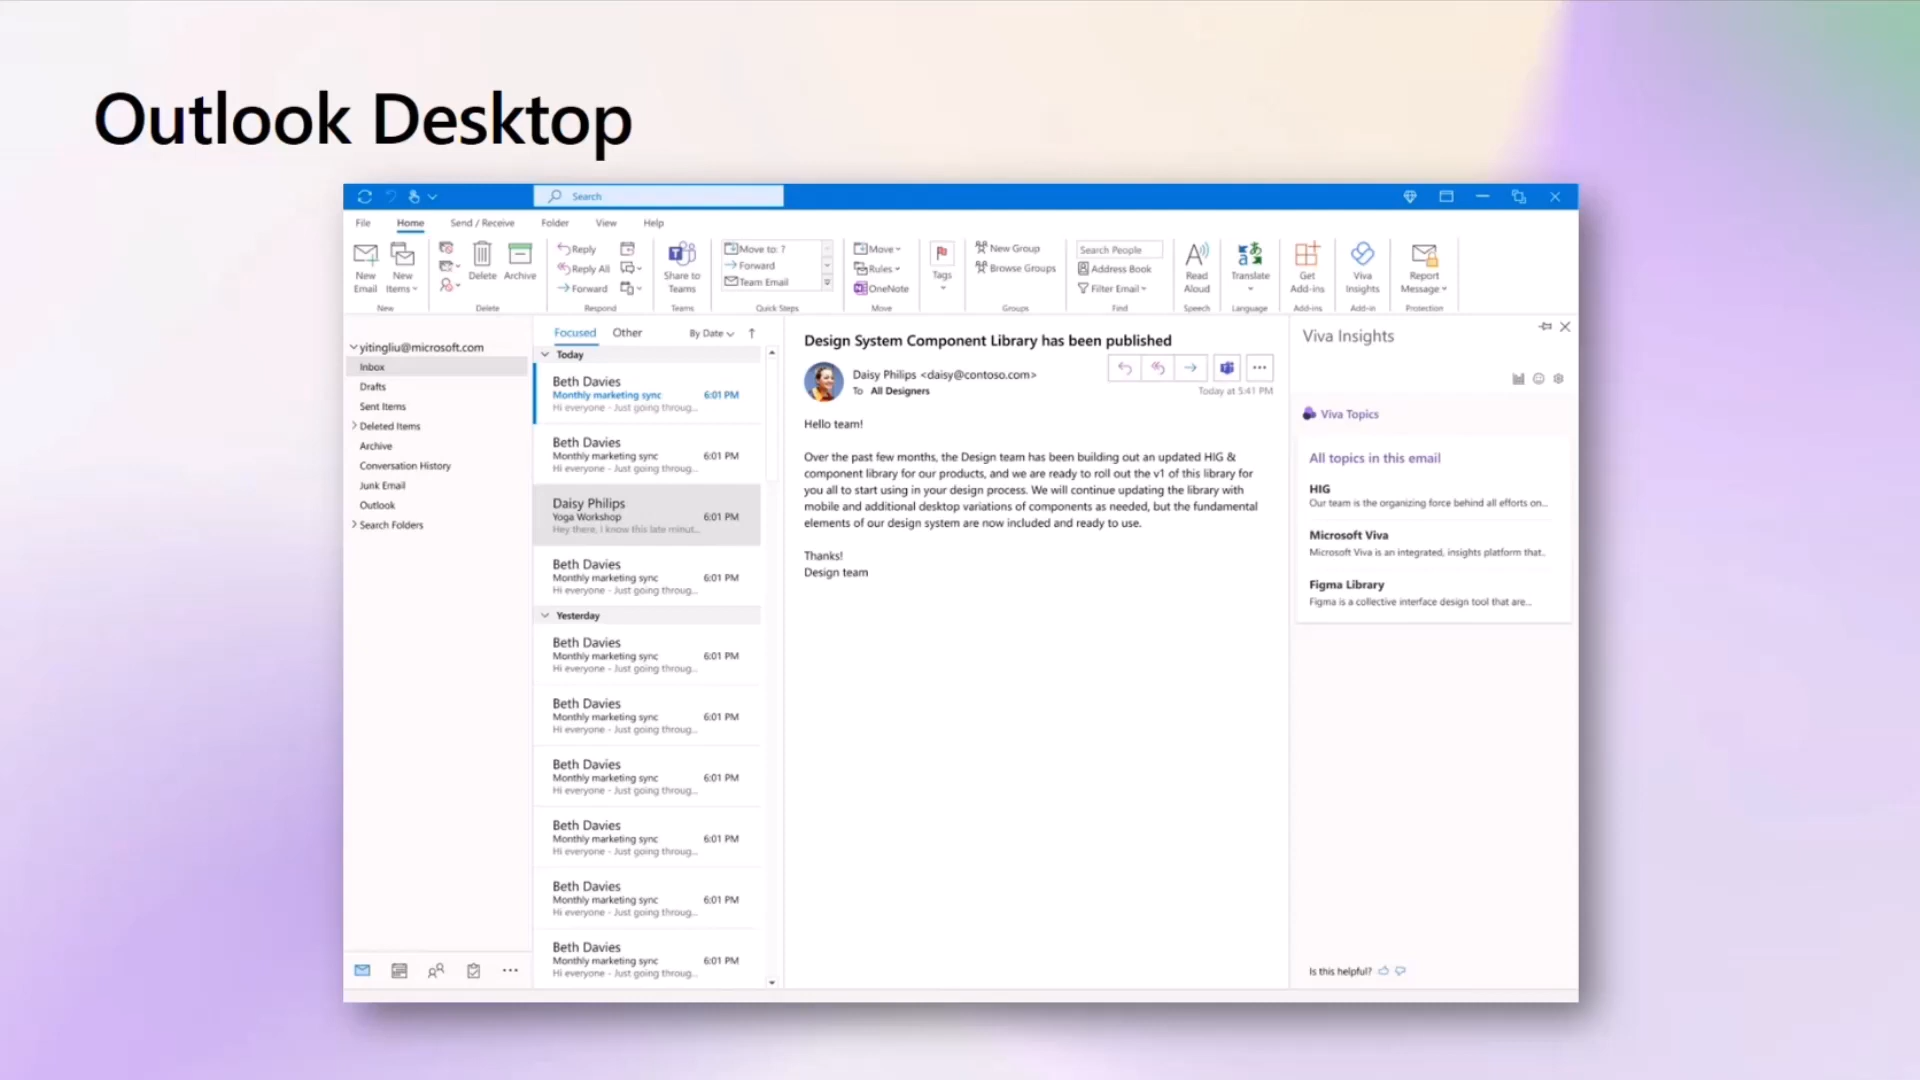 Outlook Desktop
Search
File Home Send / Receive Folder View Help
New Email
New Items
New
Delete
Archive
Delete
Reply
Reply All
Forward
Respond
Share to Teams
Teams
Move to: ?
Forward
Team Email
Quick Steps
Move
Rules
OneNote
Move
Tags
New Group
Browse Groups
Groups
Search People
Address Book
Filter Email
Find
Read Aloud
Speech
Translate
Language
Get Add-ins
Add-ins
Viva Insights
Add-in
Report Message
Protection
yitingliu@microsoft.com
Inbox
Drafts
Sent Items
Deleted Items
Archive
Conversation History
Junk Email
Outlook
Search Folders
Focused Other By Date
Today
Beth Davies
Monthly marketing sync 6:01 PM
Hi everyone - Just going throug...
Beth Davies
Monthly marketing sync 6:01 PM
Hi everyone - Just going throug...
Daisy Philips
Yoga Workshop 6:01 PM
Hey there, I know this late minut...
Beth Davies
Monthly marketing sync 6:01 PM
Hi everyone - Just going throug...
Yesterday
Beth Davies
Monthly marketing sync 6:01 PM
Hi everyone - Just going throug...
Beth Davies
Monthly marketing sync 6:01 PM
Hi everyone - Just going throug...
Beth Davies
Monthly marketing sync 6:01 PM
Hi everyone - Just going throug...
Beth Davies
Monthly marketing sync 6:01 PM
Hi everyone - Just going throug...
Beth Davies
Monthly marketing sync 6:01 PM
Hi everyone - Just going throug...
Beth Davies
Monthly marketing sync 6:01 PM
Hi everyone - Just going throug...
Design System Component Library has been published
Daisy Philips <daisy@contoso.com>
To All Designers
Today at 5:41 PM
Hello team!
Over the past few months, the Design team has been building out an updated HIG &
component library for our products, and we are ready to roll out the v1 of this library for
you all to start using in your design process. We will continue updating the library with
mobile and additional desktop variations of components as needed, but the fundamental
elements of our design system are now included and ready to use.
Thanks!
Design team
Viva Insights
Viva Topics
All topics in this email
HIG
Our team is the organizing force behind all efforts on...
Microsoft Viva
Microsoft Viva is an integrated, insights platform that..
Figma Library
Figma is a collective interface design tool that are...
Is this helpful?